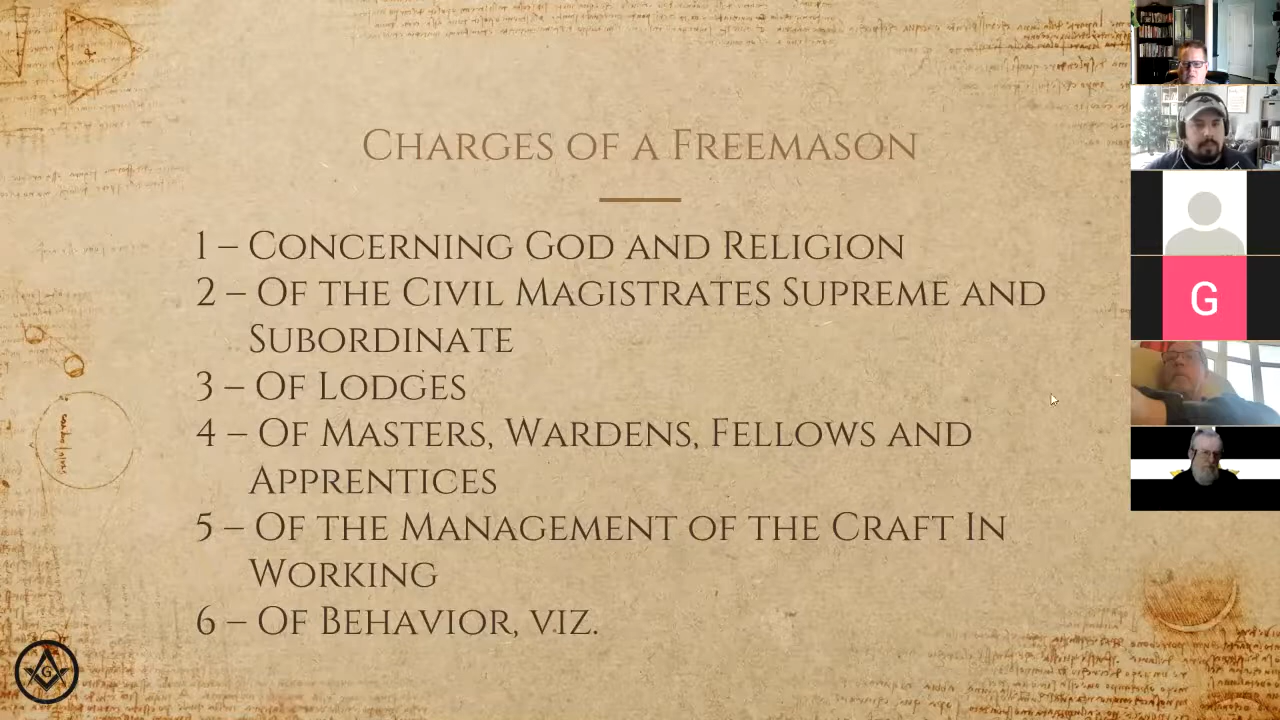 CHARGES OF A FREEMASON
1 – CONCERNING GOD AND RELIGION
2 – OF THE CIVIL MAGISTRATES SUPREME AND
SUBORDINATE
3 – OF LODGES
4 – OF MASTERS, WARDENS, FELLOWS AND
APPRENTICES
5 – OF THE MANAGEMENT OF THE CRAFT IN
WORKING
6 – OF BEHAVIOR, VIZ.
G
G